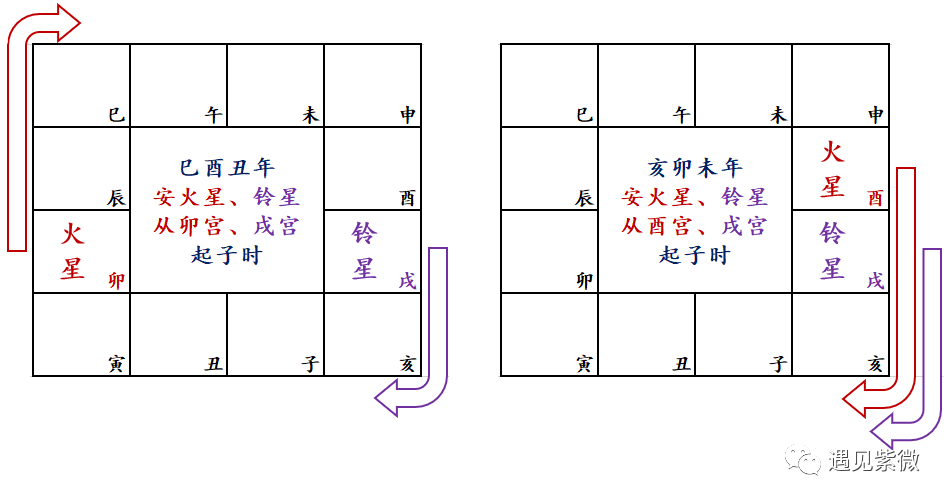 巳
午
未
申
辰
巳酉丑年
安火星、铃星
从卯宫、戌宫
起子时
酉
火星
卯
铃星
戌
寅
丑
子
亥
巳
午
未
申
辰
亥卯未年
安火星、铃星
从酉宫、戌宫
起子时
火星
酉
卯
铃星
戌
寅
丑
子
亥
遇见紫微